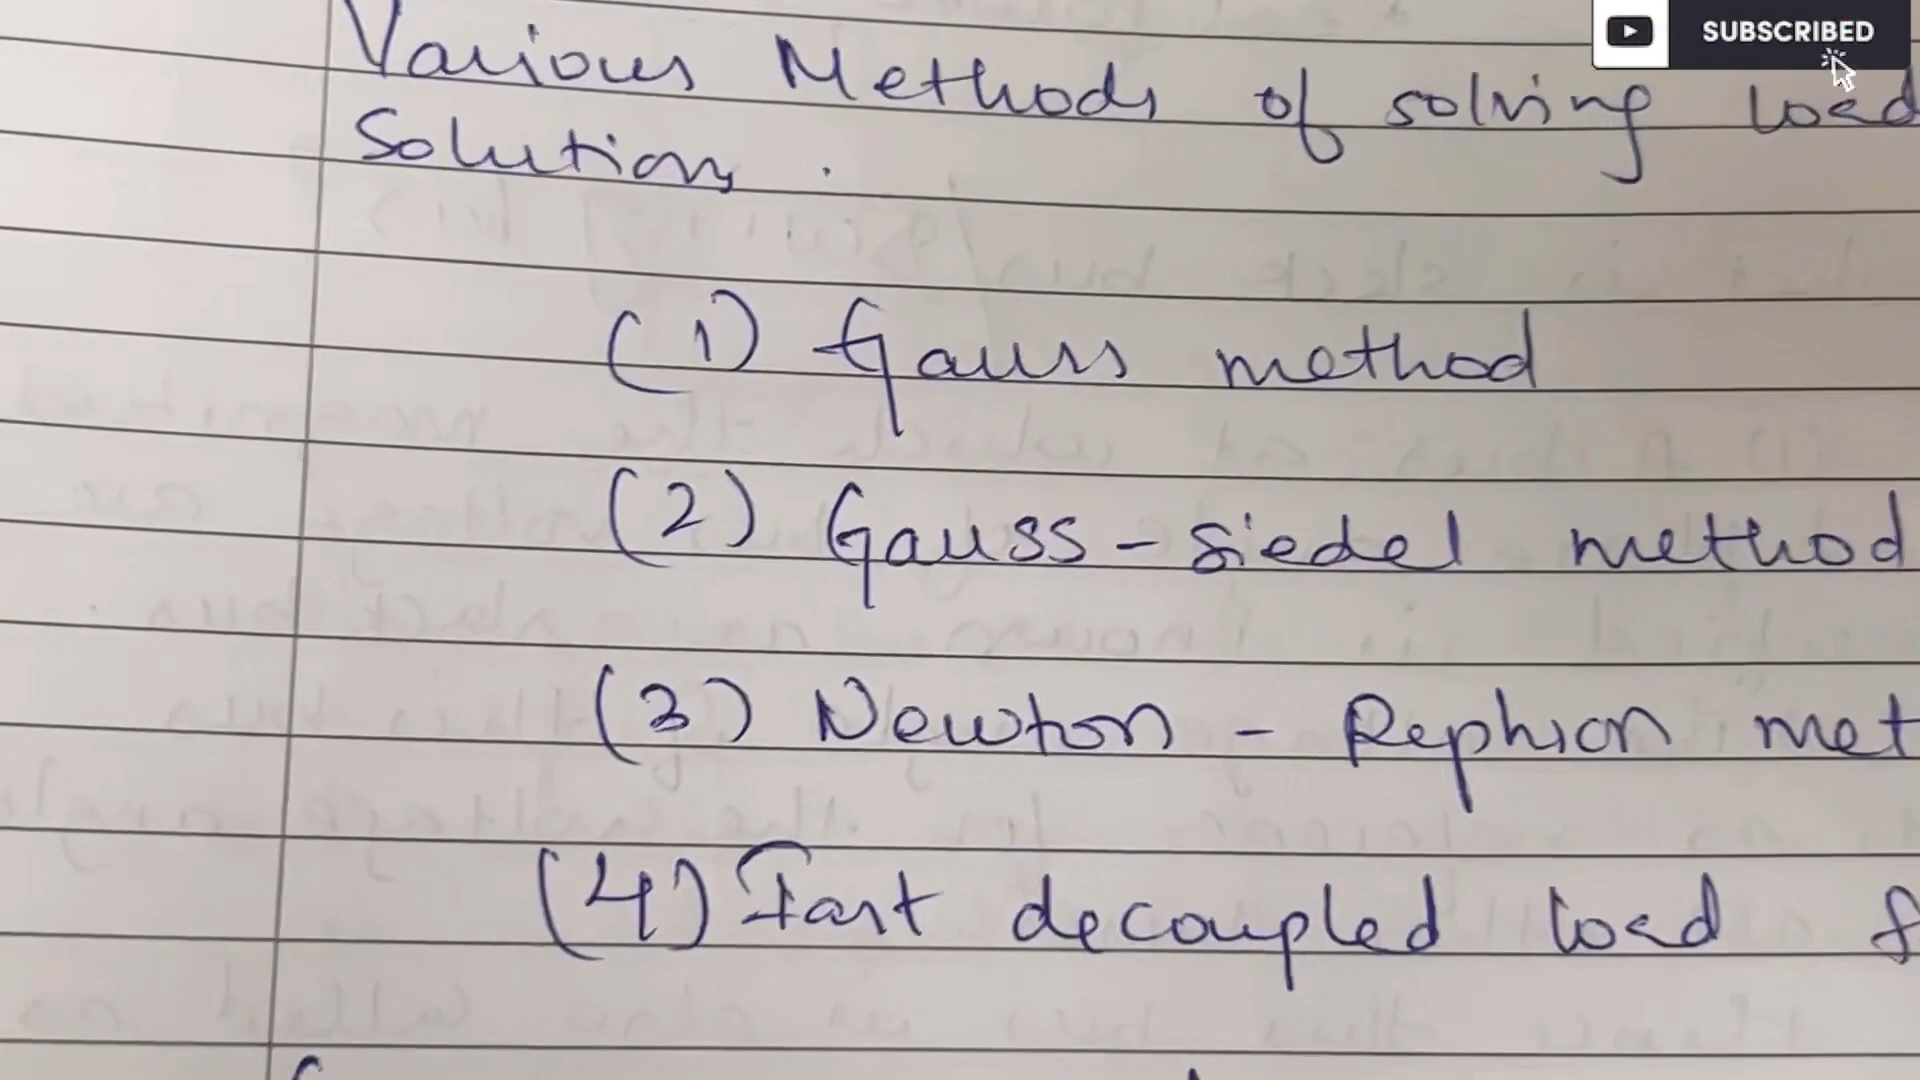 SUBSCRIBED
Various Methods of solving load
Solution.
(1) Gauss method
(2) Gauss-siedel method
(3) Newton - Rephson met
(4) Fast decoupled load f